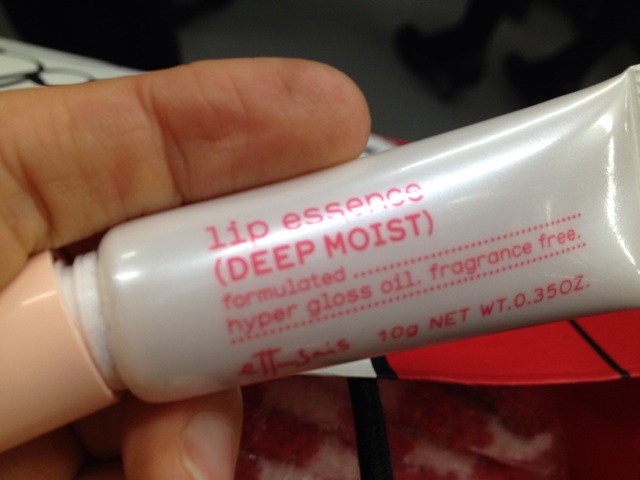 lip essence
(DEEP MOIST)
formulated
hyper gloss oil. fragrance free.
ettusais 10g NET WT.0.35OZ.